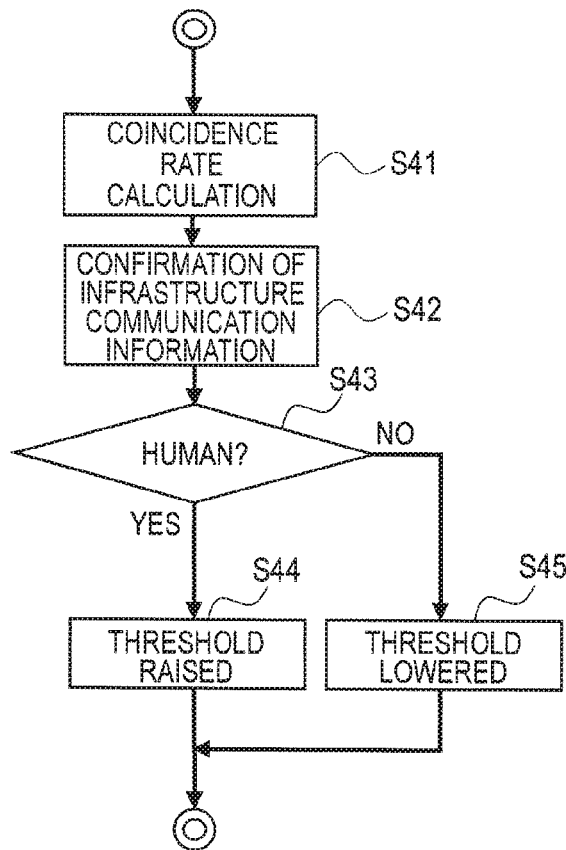 COINCIDENCE
RATE
CALCULATION
S41
CONFIRMATION OF
INFRASTRUCTURE
COMMUNICATION
INFORMATION
S42
S43
HUMAN?
NO
YES
S44
S45
THRESHOLD
RAISED
THRESHOLD
LOWERED